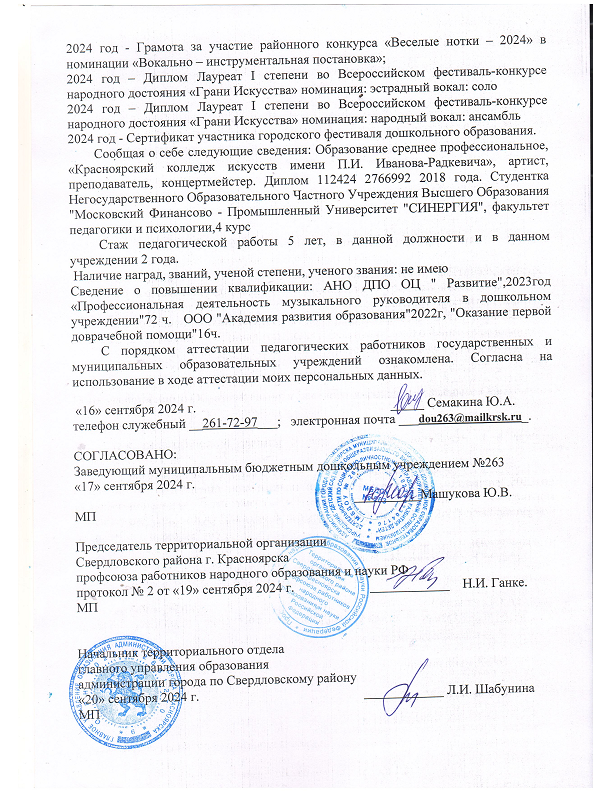 2024 год - Грамота за участие районного конкурса «Веселые нотки – 2024» в
номинации «Вокально – инструментальная постановка»;
2024 год – Диплом Лауреат I степени во Всероссийском фестиваль-конкурсе
народного достояния «Грани Искусства» номинация: эстрадный вокал: соло
2024 год – Диплом Лауреат I степени во Всероссийском фестиваль-конкурсе
народного достояния «Грани Искусства» номинация: народный вокал: ансамбль
2024 год - Сертификат участника городского фестиваля дошкольного образования.
Сообщая о себе следующие сведения: Образование среднее профессиональное,
«Красноярский колледж искусств имени П.И. Иванова-Радкевича», артист,
преподаватель, концертмейстер. Диплом 112424 2766992 2018 года. Студентка
Негосударственного Образовательного Частного Учреждения Высшего Образования
"Московский Финансово - Промышленный Университет "СИНЕРГИЯ", факультет
педагогики и психологии,4 курс
Стаж педагогической работы 5 лет, в данной должности и в данном
учреждении 2 года.
Наличие наград, званий, ученой степени, ученого звания: не имею
Сведение о повышении квалификации: АНО ДПО ОЦ " Развитие",2023год
«Профессиональная деятельность музыкального руководителя в дошкольном
учреждении"72 ч. ООО "Академия развития образования"2022г, "Оказание первой
доврачебной помощи"16ч.
С порядком аттестации педагогических работников государственных и
муниципальных образовательных учреждений ознакомлена. Согласна на
использование в ходе аттестации моих персональных данных.
«16» сентября 2024 г. Семакина Ю.А.
телефон служебный 261-72-97 ; электронная почта dou263@mailkrsk.ru .
СОГЛАСОВАНО:
Заведующий муниципальным бюджетным дошкольным учреждением №263
«17» сентября 2024 г.
Машукова Ю.В.
МП
Председатель территориальной организации
Свердловского района г. Красноярска
профсоюза работников народного образования и науки РФ
протокол № 2 от «19» сентября 2024 г. Н.И. Ганке.
МП
Начальник территориального отдела
главного управления образования
администрации города по Свердловскому району
«20» сентября 2024 г. Л.И. Шабунина
МП